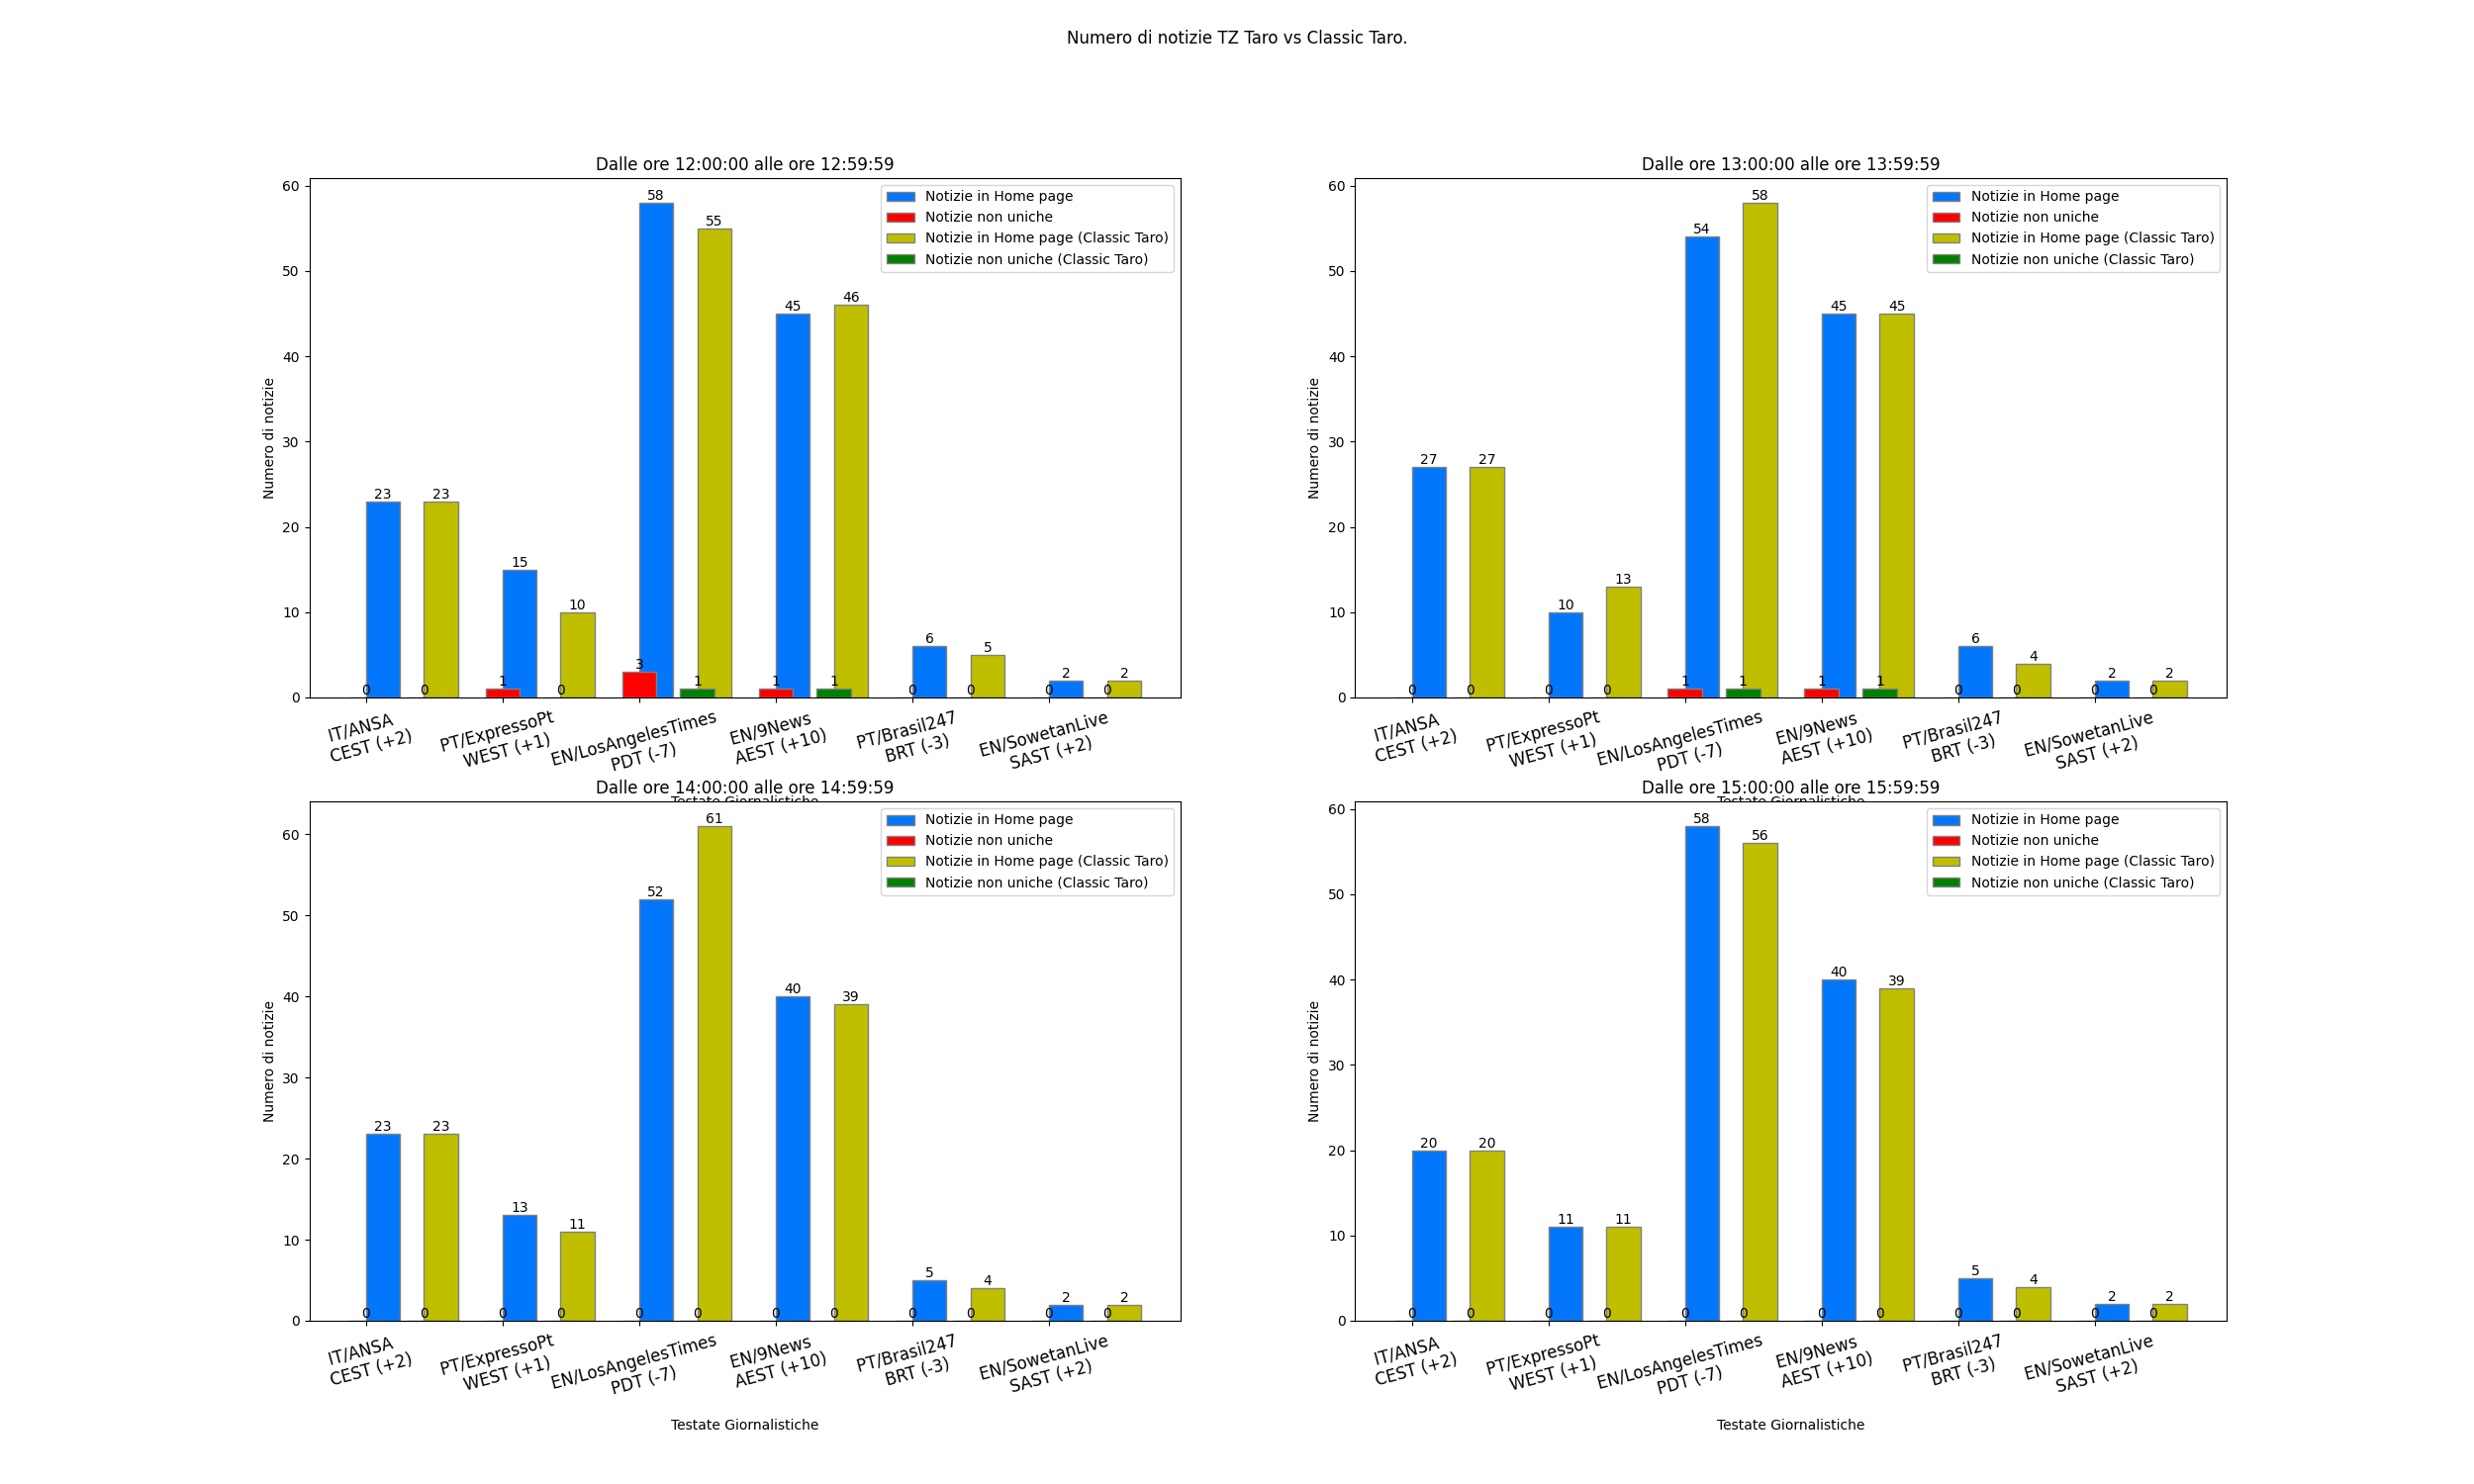 Numero di notizie TZ Taro vs Classic Taro.
Dalle ore 12:00:00 alle ore 12:59:59
Numero di notizie
60
50
40
30
20
10
0
Notizie in Home page
Notizie non uniche
Notizie in Home page (Classic Taro)
Notizie non uniche (Classic Taro)
23 23 15 10 58 55 45 46 6 5 2 2
0 0 1 0 3 1 1 1 0 0 0 0
IT/ANSA
CEST (+2)
PT/ExpressoPt
WEST (+1)
EN/LosAngelesTimes
PDT (-7)
EN/9News
AEST (+10)
PT/Brasil247
BRT (-3)
EN/SowetanLive
SAST (+2)
Testate Giornalistiche
Dalle ore 13:00:00 alle ore 13:59:59
Numero di notizie
60
50
40
30
20
10
0
Notizie in Home page
Notizie non uniche
Notizie in Home page (Classic Taro)
Notizie non uniche (Classic Taro)
27 27 10 13 54 58 45 45 6 4 2 2
0 0 0 0 1 1 1 1 0 0 0 0
IT/ANSA
CEST (+2)
PT/ExpressoPt
WEST (+1)
EN/LosAngelesTimes
PDT (-7)
EN/9News
AEST (+10)
PT/Brasil247
BRT (-3)
EN/SowetanLive
SAST (+2)
Testate Giornalistiche
Dalle ore 14:00:00 alle ore 14:59:59
Numero di notizie
60
50
40
30
20
10
0
Notizie in Home page
Notizie non uniche
Notizie in Home page (Classic Taro)
Notizie non uniche (Classic Taro)
23 23 13 11 52 61 40 39 5 4 2 2
0 0 0 0 0 0 0 0 0 0 0 0
IT/ANSA
CEST (+2)
PT/ExpressoPt
WEST (+1)
EN/LosAngelesTimes
PDT (-7)
EN/9News
AEST (+10)
PT/Brasil247
BRT (-3)
EN/SowetanLive
SAST (+2)
Testate Giornalistiche
Dalle ore 15:00:00 alle ore 15:59:59
Numero di notizie
60
50
40
30
20
10
0
Notizie in Home page
Notizie non uniche
Notizie in Home page (Classic Taro)
Notizie non uniche (Classic Taro)
20 20 11 11 58 56 40 39 5 4 2 2
0 0 0 0 0 0 0 0 0 0 0 0
IT/ANSA
CEST (+2)
PT/ExpressoPt
WEST (+1)
EN/LosAngelesTimes
PDT (-7)
EN/9News
AEST (+10)
PT/Brasil247
BRT (-3)
EN/SowetanLive
SAST (+2)
Testate Giornalistiche